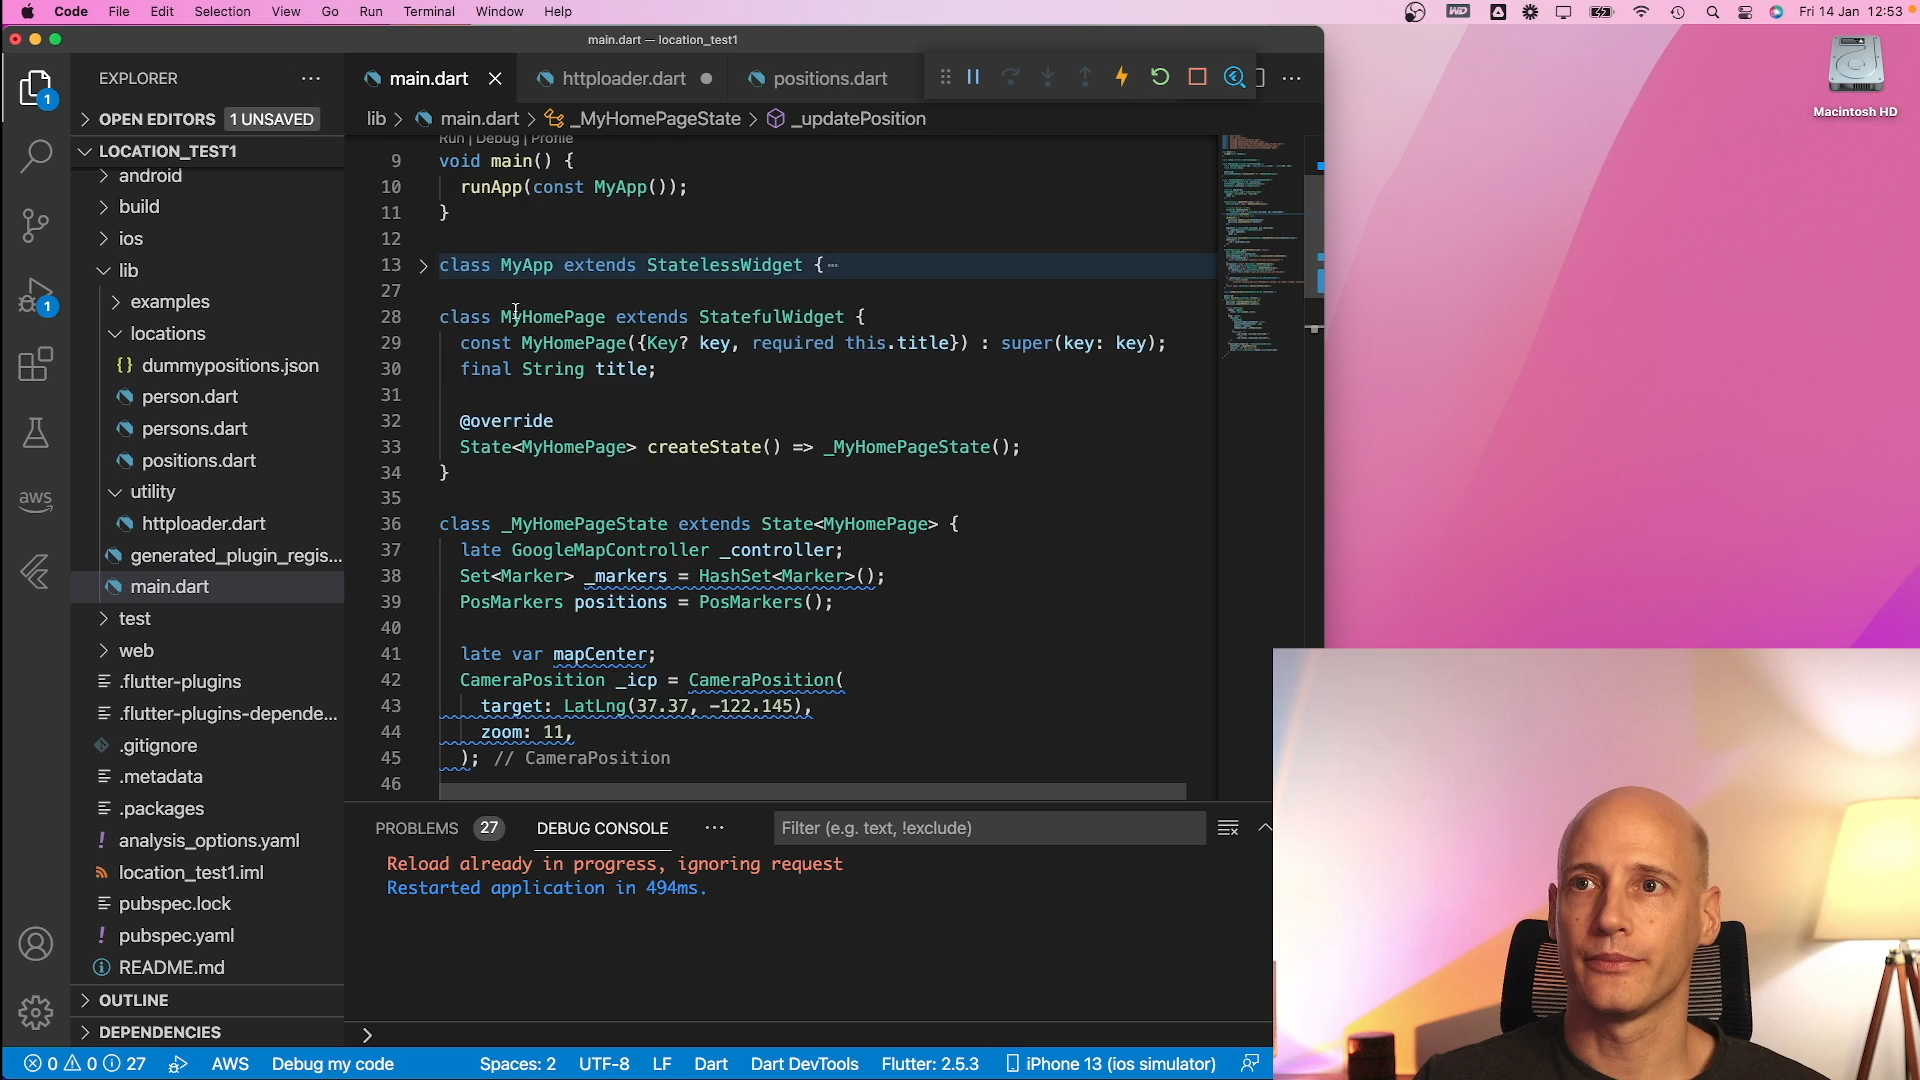 Code File Edit Selection View Go Run Terminal Window Help
WD
Fri 14 Jan 12:53
main.dart — location_test1
Macintosh HD
EXPLORER
OPEN EDITORS 1 UNSAVED
LOCATION_TEST1
android
build
ios
lib
examples
locations
{} dummypositions.json
person.dart
persons.dart
positions.dart
utility
httploader.dart
generated_plugin_regis...
main.dart
test
web
.flutter-plugins
.flutter-plugins-depende...
.gitignore
.metadata
.packages
! analysis_options.yaml
location_test1.iml
pubspec.lock
! pubspec.yaml
README.md
OUTLINE
DEPENDENCIES
1
1
aws
main.dart httploader.dart positions.dart
lib > main.dart > _MyHomePageState > _updatePosition
Run | Debug | Profile
9 void main() {
10 runApp(const MyApp());
11 }
12
13 class MyApp extends StatelessWidget {⋯
27
28 class MyHomePage extends StatefulWidget {
29 const MyHomePage({Key? key, required this.title}) : super(key: key);
30 final String title;
31
32 @override
33 State<MyHomePage> createState() => _MyHomePageState();
34 }
35
36 class _MyHomePageState extends State<MyHomePage> {
37 late GoogleMapController _controller;
38 Set<Marker> _markers = HashSet<Marker>();
39 PosMarkers positions = PosMarkers();
40
41 late var mapCenter;
42 CameraPosition _icp = CameraPosition(
43 target: LatLng(37.37, -122.145),
44 zoom: 11,
45 ); // CameraPosition
46
PROBLEMS 27 DEBUG CONSOLE ⋯ Filter (e.g. text, !exclude)
Reload already in progress, ignoring request
Restarted application in 494ms.
0 0 27 AWS Debug my code Spaces: 2 UTF-8 LF Dart Dart DevTools Flutter: 2.5.3 iPhone 13 (ios simulator)